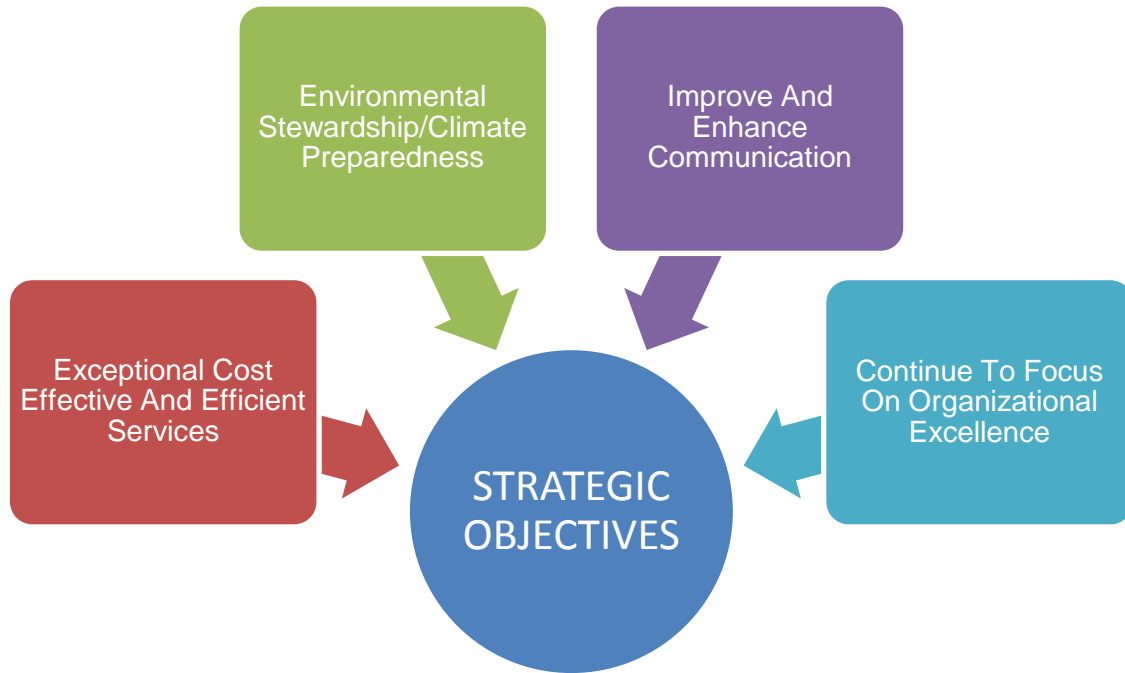 Environmental
Stewardship/Climate
Preparedness
Improve And
Enhance
Communication
Exceptional Cost
Effective And Efficient
Services
Continue To Focus
On Organizational
Excellence
STRATEGIC
OBJECTIVES